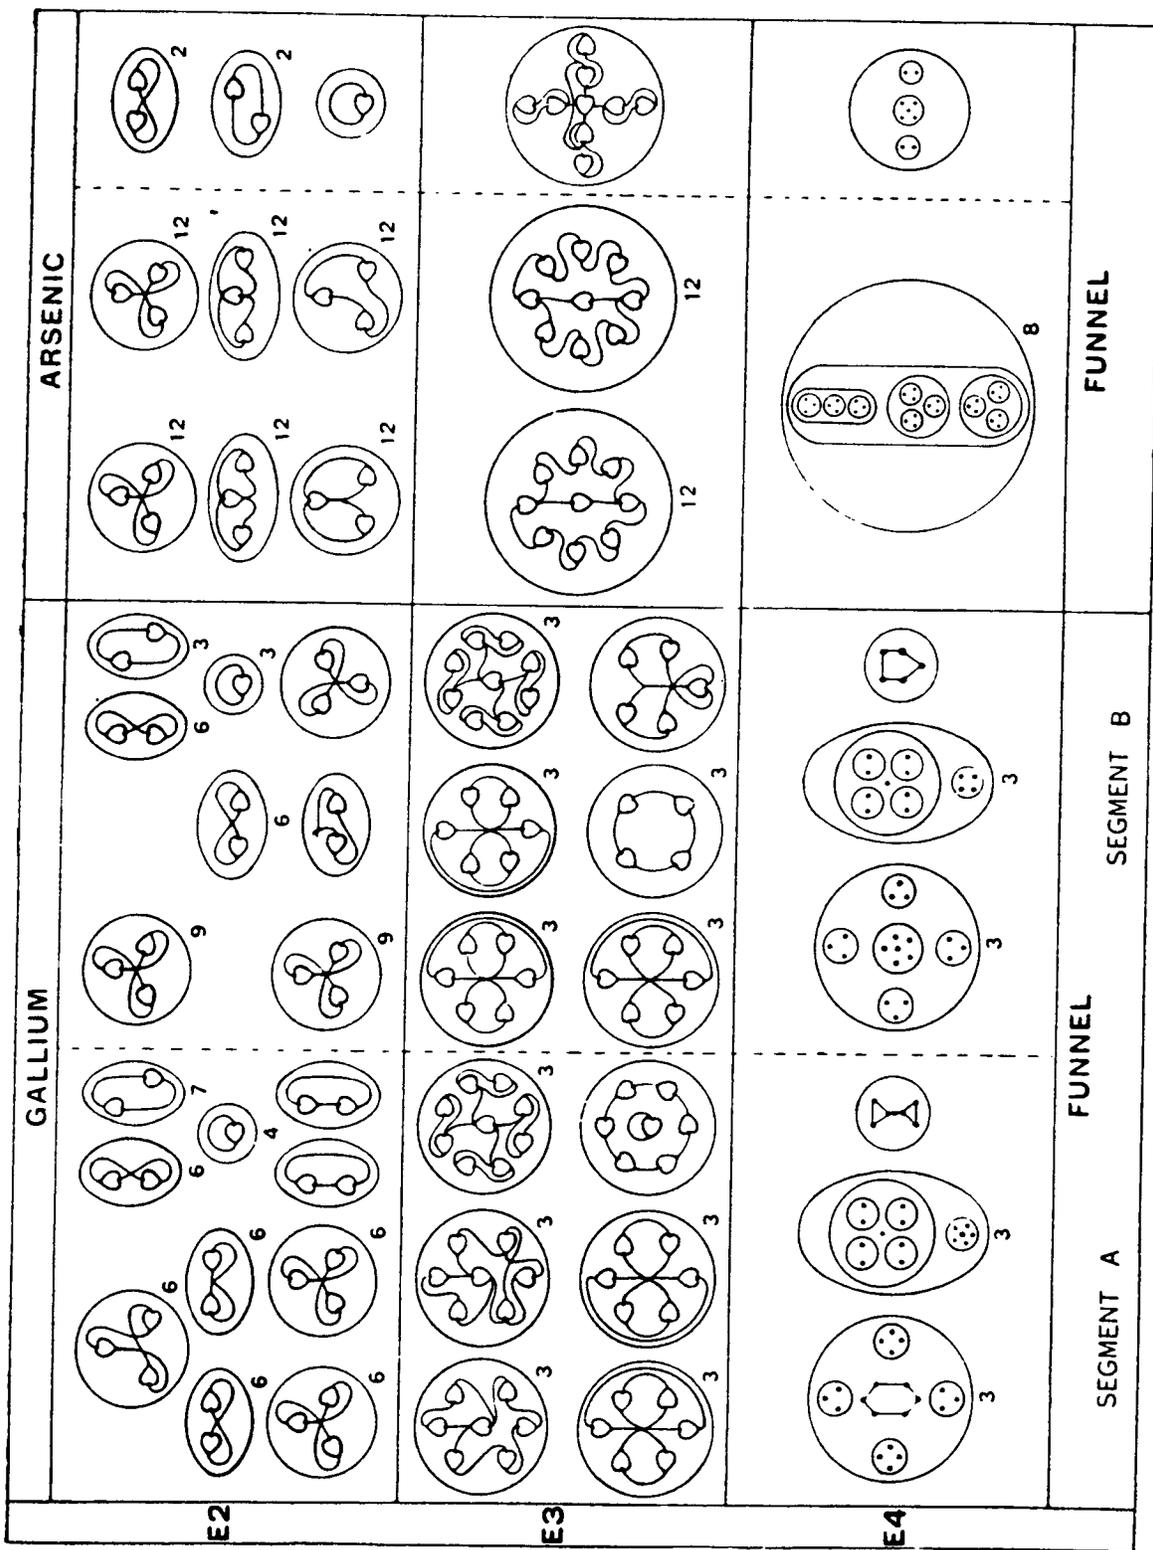 GALLIUM ARSENIC
6 6 7 9 6 3 12 12 2
E2
6 6 4 6 3 12 12 2
6 6 9 12 12
E3
3 3 3 3 3 3 12 12
3 3 3 3
E4
3 3 3 3 8
FUNNEL FUNNEL
SEGMENT A SEGMENT B